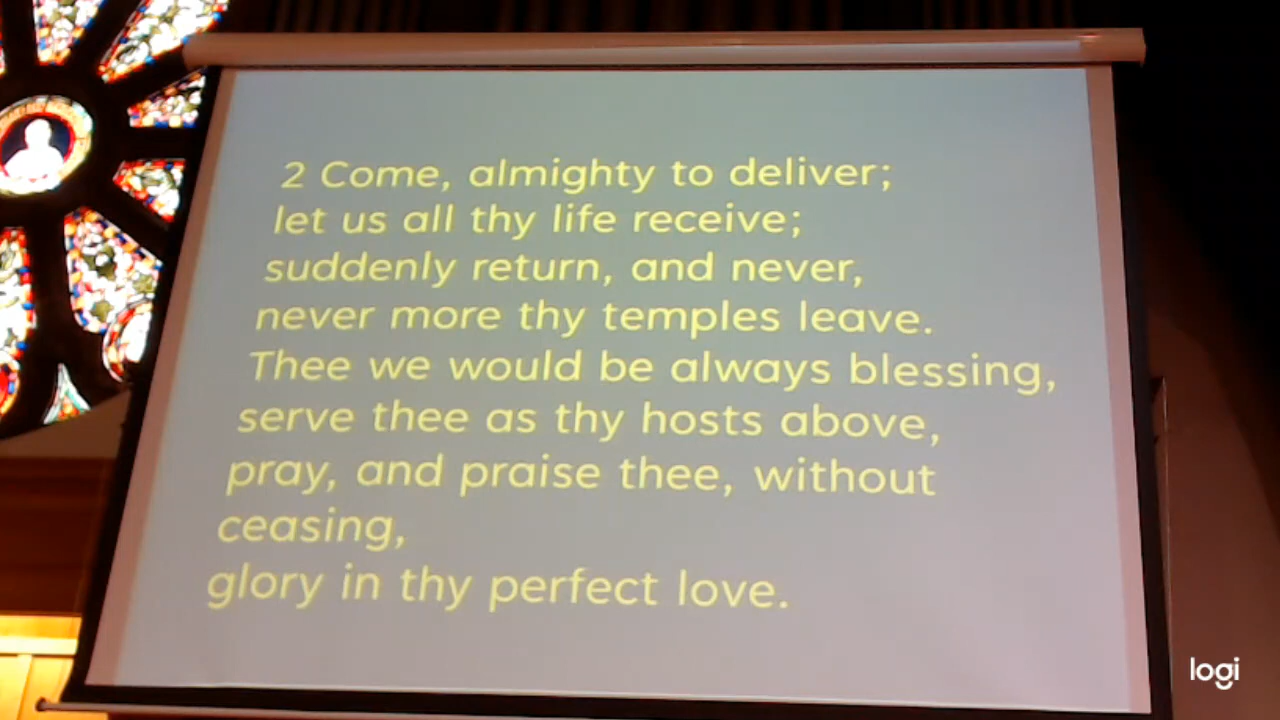 2 Come, almighty to deliver;
let us all thy life receive;
suddenly return, and never,
never more thy temples leave.
Thee we would be always blessing,
serve thee as thy hosts above,
pray, and praise thee, without
ceasing,
glory in thy perfect love.
logi